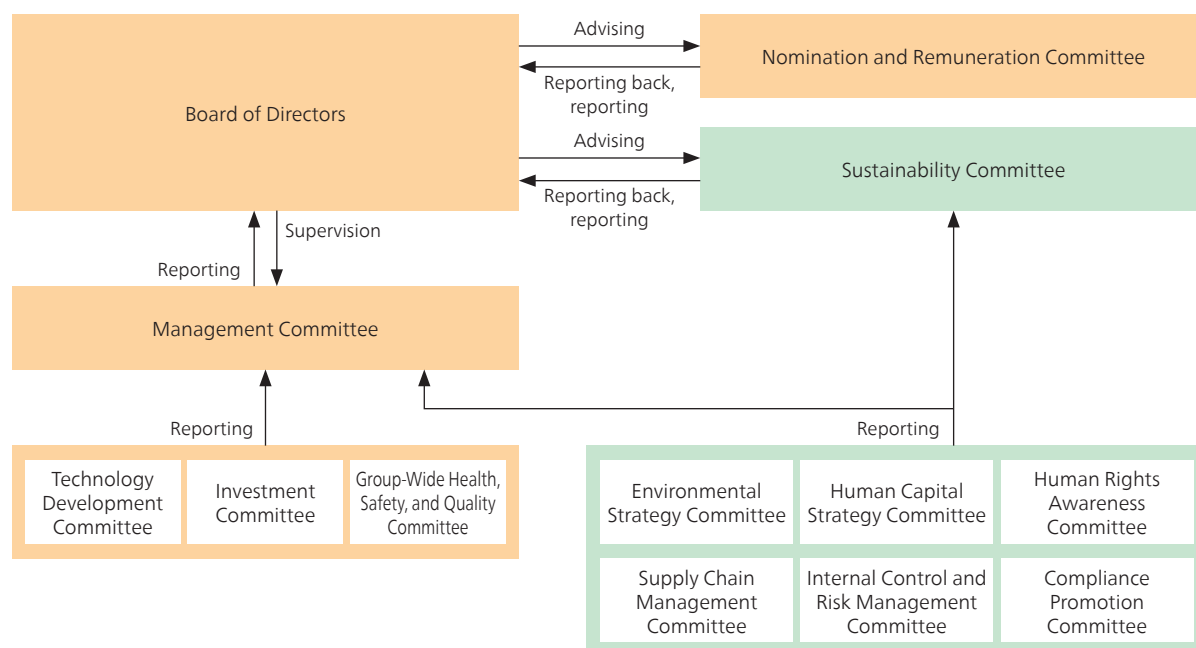 Advising
Nomination and Remuneration Committee
Reporting back,
reporting
Board of Directors
Advising
Sustainability Committee
Reporting back,
reporting
Supervision
Reporting
Management Committee
Reporting
Reporting
Technology
Development
Committee
Investment
Committee
Group-Wide Health,
Safety, and Quality
Committee
Environmental
Strategy Committee
Human Capital
Strategy Committee
Human Rights
Awareness
Committee
Supply Chain
Management
Committee
Internal Control and
Risk Management
Committee
Compliance
Promotion
Committee